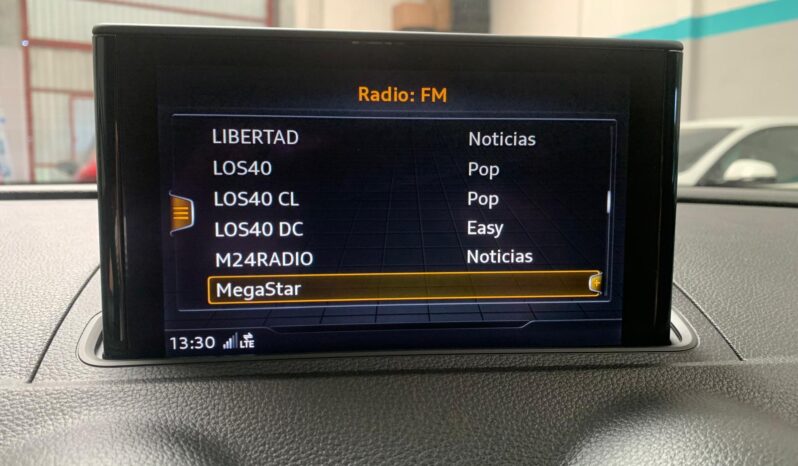 Radio: FM
LIBERTAD Noticias
LOS40 Pop
LOS40 CL Pop
LOS40 DC Easy
M24RADIO Noticias
MegaStar
13:30 LTE